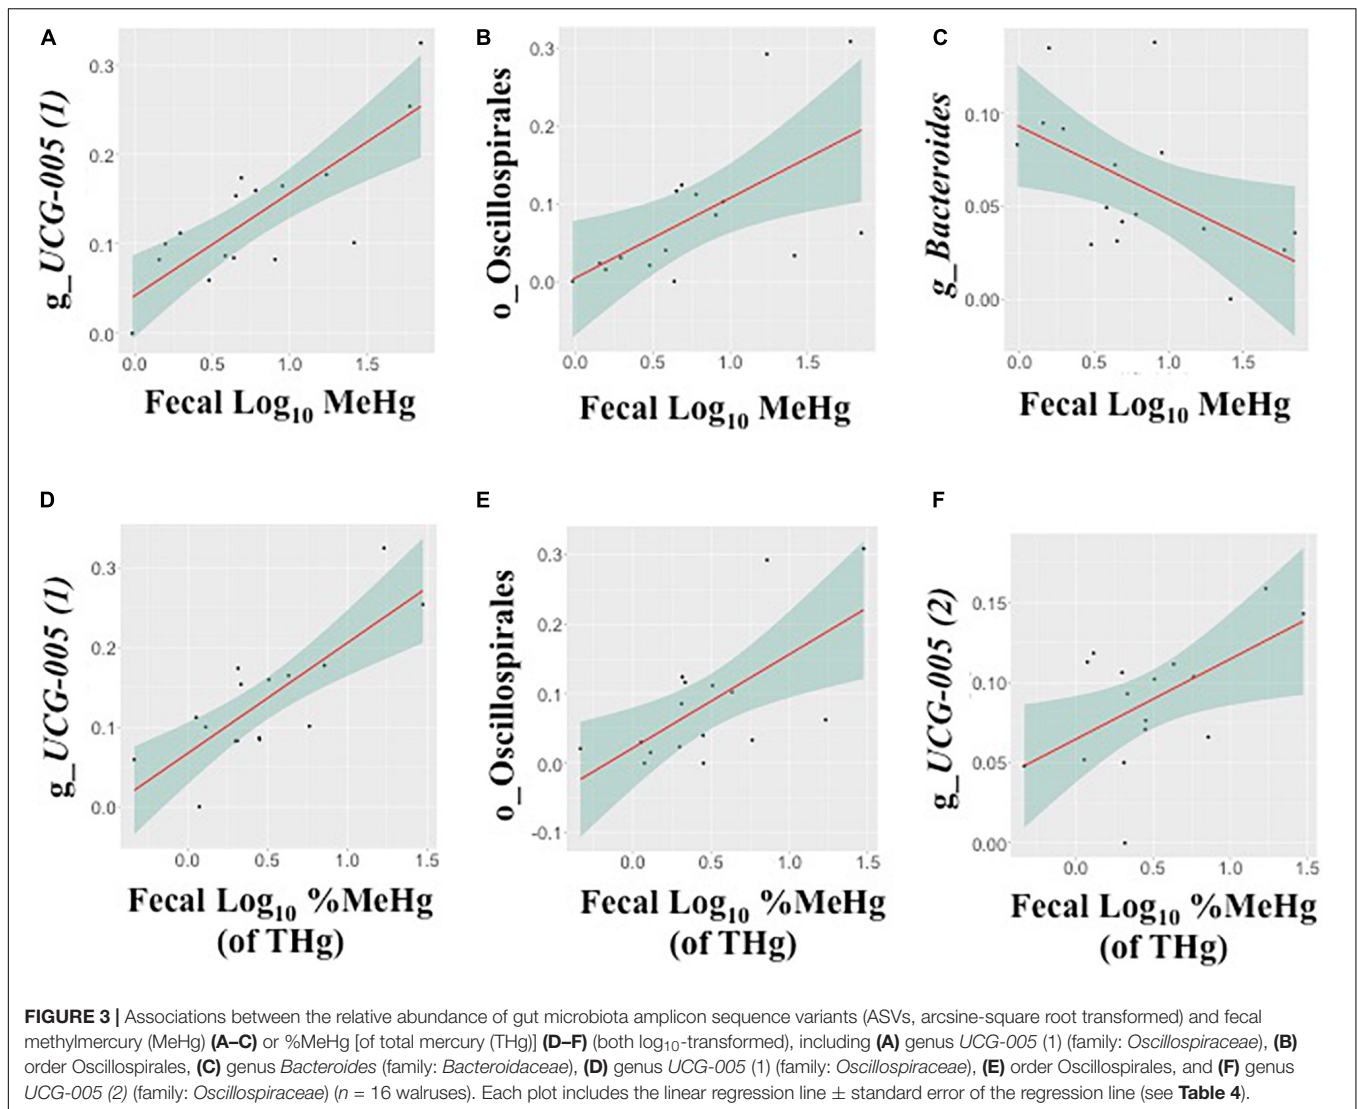 A
g_UCG-005 (1)
0.3
0.2
0.1
0.0
0.0 0.5 1.0 1.5
Fecal Log10 MeHg
B
o_Oscillospirales
0.3
0.2
0.1
0.0
0.0 0.5 1.0 1.5
Fecal Log10 MeHg
C
g_Bacteroides
0.10
0.05
0.00
0.0 0.5 1.0 1.5
Fecal Log10 MeHg
D
g_UCG-005 (1)
0.3
0.2
0.1
0.0
0.0 0.5 1.0 1.5
Fecal Log10 %MeHg
(of THg)
E
o_Oscillospirales
0.3
0.2
0.1
0.0
-0.1
0.0 0.5 1.0 1.5
Fecal Log10 %MeHg
(of THg)
F
g_UCG-005 (2)
0.15
0.10
0.05
0.00
0.0 0.5 1.0 1.5
Fecal Log10 %MeHg
(of THg)
FIGURE 3 | Associations between the relative abundance of gut microbiota amplicon sequence variants (ASVs, arcsine-square root transformed) and fecal
methylmercury (MeHg) (A–C) or %MeHg [of total mercury (THg)] (D–F) (both log10-transformed), including (A) genus UCG-005 (1) (family: Oscillospiraceae), (B)
order Oscillospirales, (C) genus Bacteroides (family: Bacteroidaceae), (D) genus UCG-005 (1) (family: Oscillospiraceae), (E) order Oscillospirales, and (F) genus
UCG-005 (2) (family: Oscillospiraceae) (n = 16 walruses). Each plot includes the linear regression line ± standard error of the regression line (see Table 4).